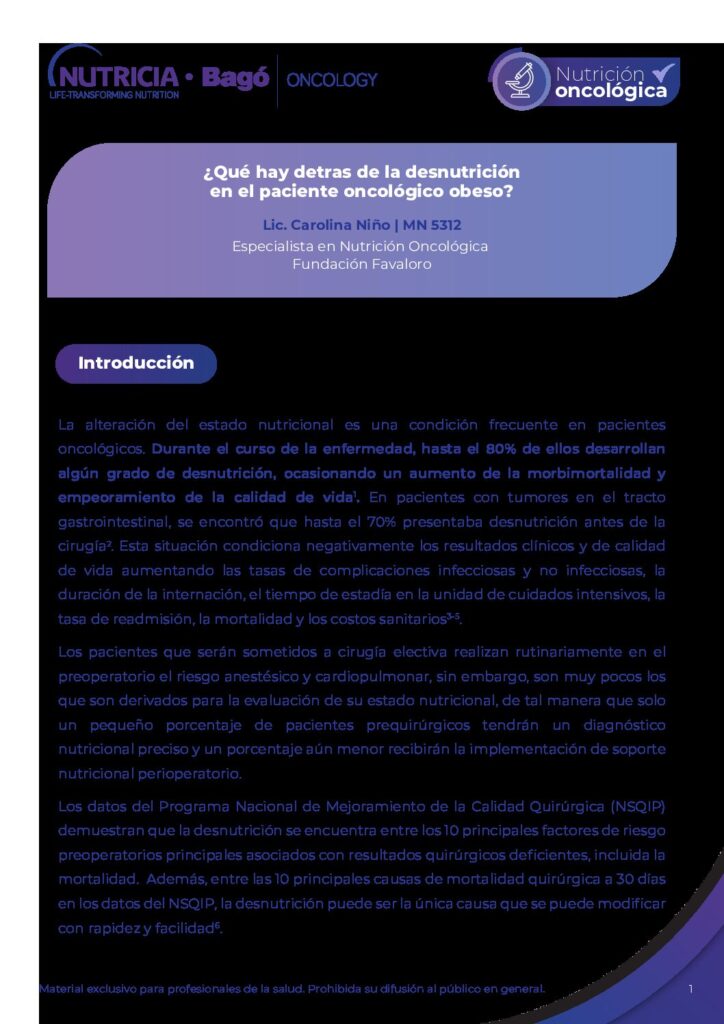 NUTRICIA • Bagó ONCOLOGY
LIFE-TRANSFORMING NUTRITION
Nutrición
oncológica
¿Qué hay detras de la desnutrición
en el paciente oncológico obeso?
Lic. Carolina Niño | MN 5312
Especialista en Nutrición Oncológica
Fundación Favaloro
Introducción
La alteración del estado nutricional es una condición frecuente en pacientes
oncológicos. Durante el curso de la enfermedad, hasta el 80% de ellos desarrollan
algún grado de desnutrición, ocasionando un aumento de la morbimortalidad y
empeoramiento de la calidad de vida¹. En pacientes con tumores en el tracto
gastrointestinal, se encontró que hasta el 70% presentaba desnutrición antes de la
cirugía². Esta situación condiciona negativamente los resultados clínicos y de calidad
de vida aumentando las tasas de complicaciones infecciosas y no infecciosas, la
duración de la internación, el tiempo de estadía en la unidad de cuidados intensivos, la
tasa de readmisión, la mortalidad y los costos sanitarios³⁻⁵.
Los pacientes que serán sometidos a cirugía electiva realizan rutinariamente en el
preoperatorio el riesgo anestésico y cardiopulmonar, sin embargo, son muy pocos los
que son derivados para la evaluación de su estado nutricional, de tal manera que solo
un pequeño porcentaje de pacientes prequirúrgicos tendrán un diagnóstico
nutricional preciso y un porcentaje aún menor recibirán la implementación de soporte
nutricional perioperatorio.
Los datos del Programa Nacional de Mejoramiento de la Calidad Quirúrgica (NSQIP)
demuestran que la desnutrición se encuentra entre los 10 principales factores de riesgo
preoperatorios principales asociados con resultados quirúrgicos deficientes, incluida la
mortalidad. Además, entre las 10 principales causas de mortalidad quirúrgica a 30 días
en los datos del NSQIP, la desnutrición puede ser la única causa que se puede modificar
con rapidez y facilidad⁶.
Material exclusivo para profesionales de la salud. Prohibida su difusión al público en general.
1